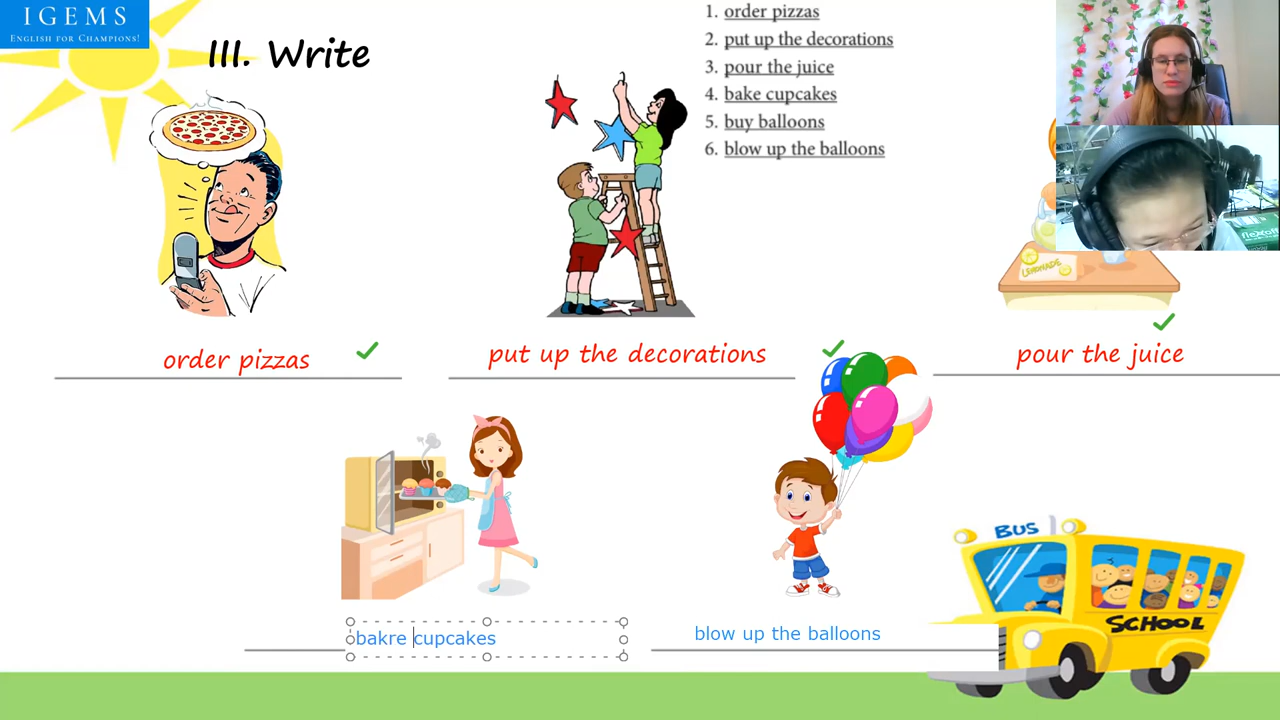 IGEMS
ENGLISH FOR CHAMPIONS!
III. Write
1. order pizzas
2. put up the decorations
3. pour the juice
4. bake cupcakes
5. buy balloons
6. blow up the balloons
LEMONADE
order pizzas
put up the decorations
pour the juice
BUS
SCHOOL
bakre cupcakes
blow up the balloons